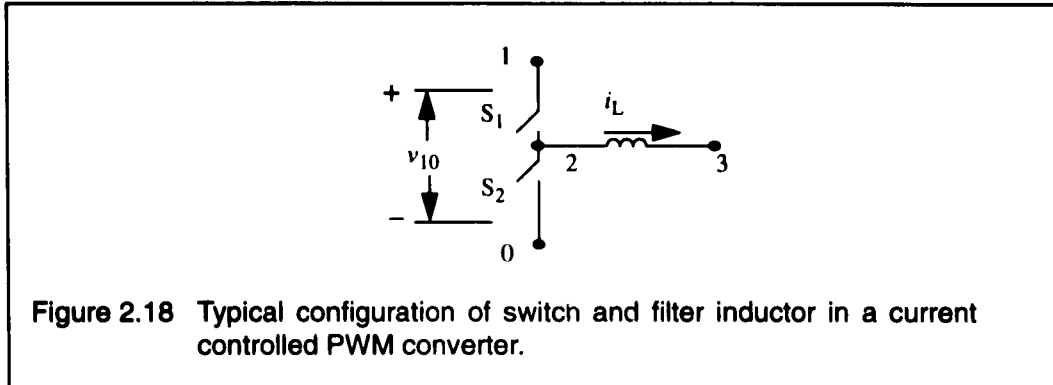 1
+
S1
iL
v10
2
3
S2
−
0
Figure 2.18 Typical configuration of switch and filter inductor in a current
controlled PWM converter.